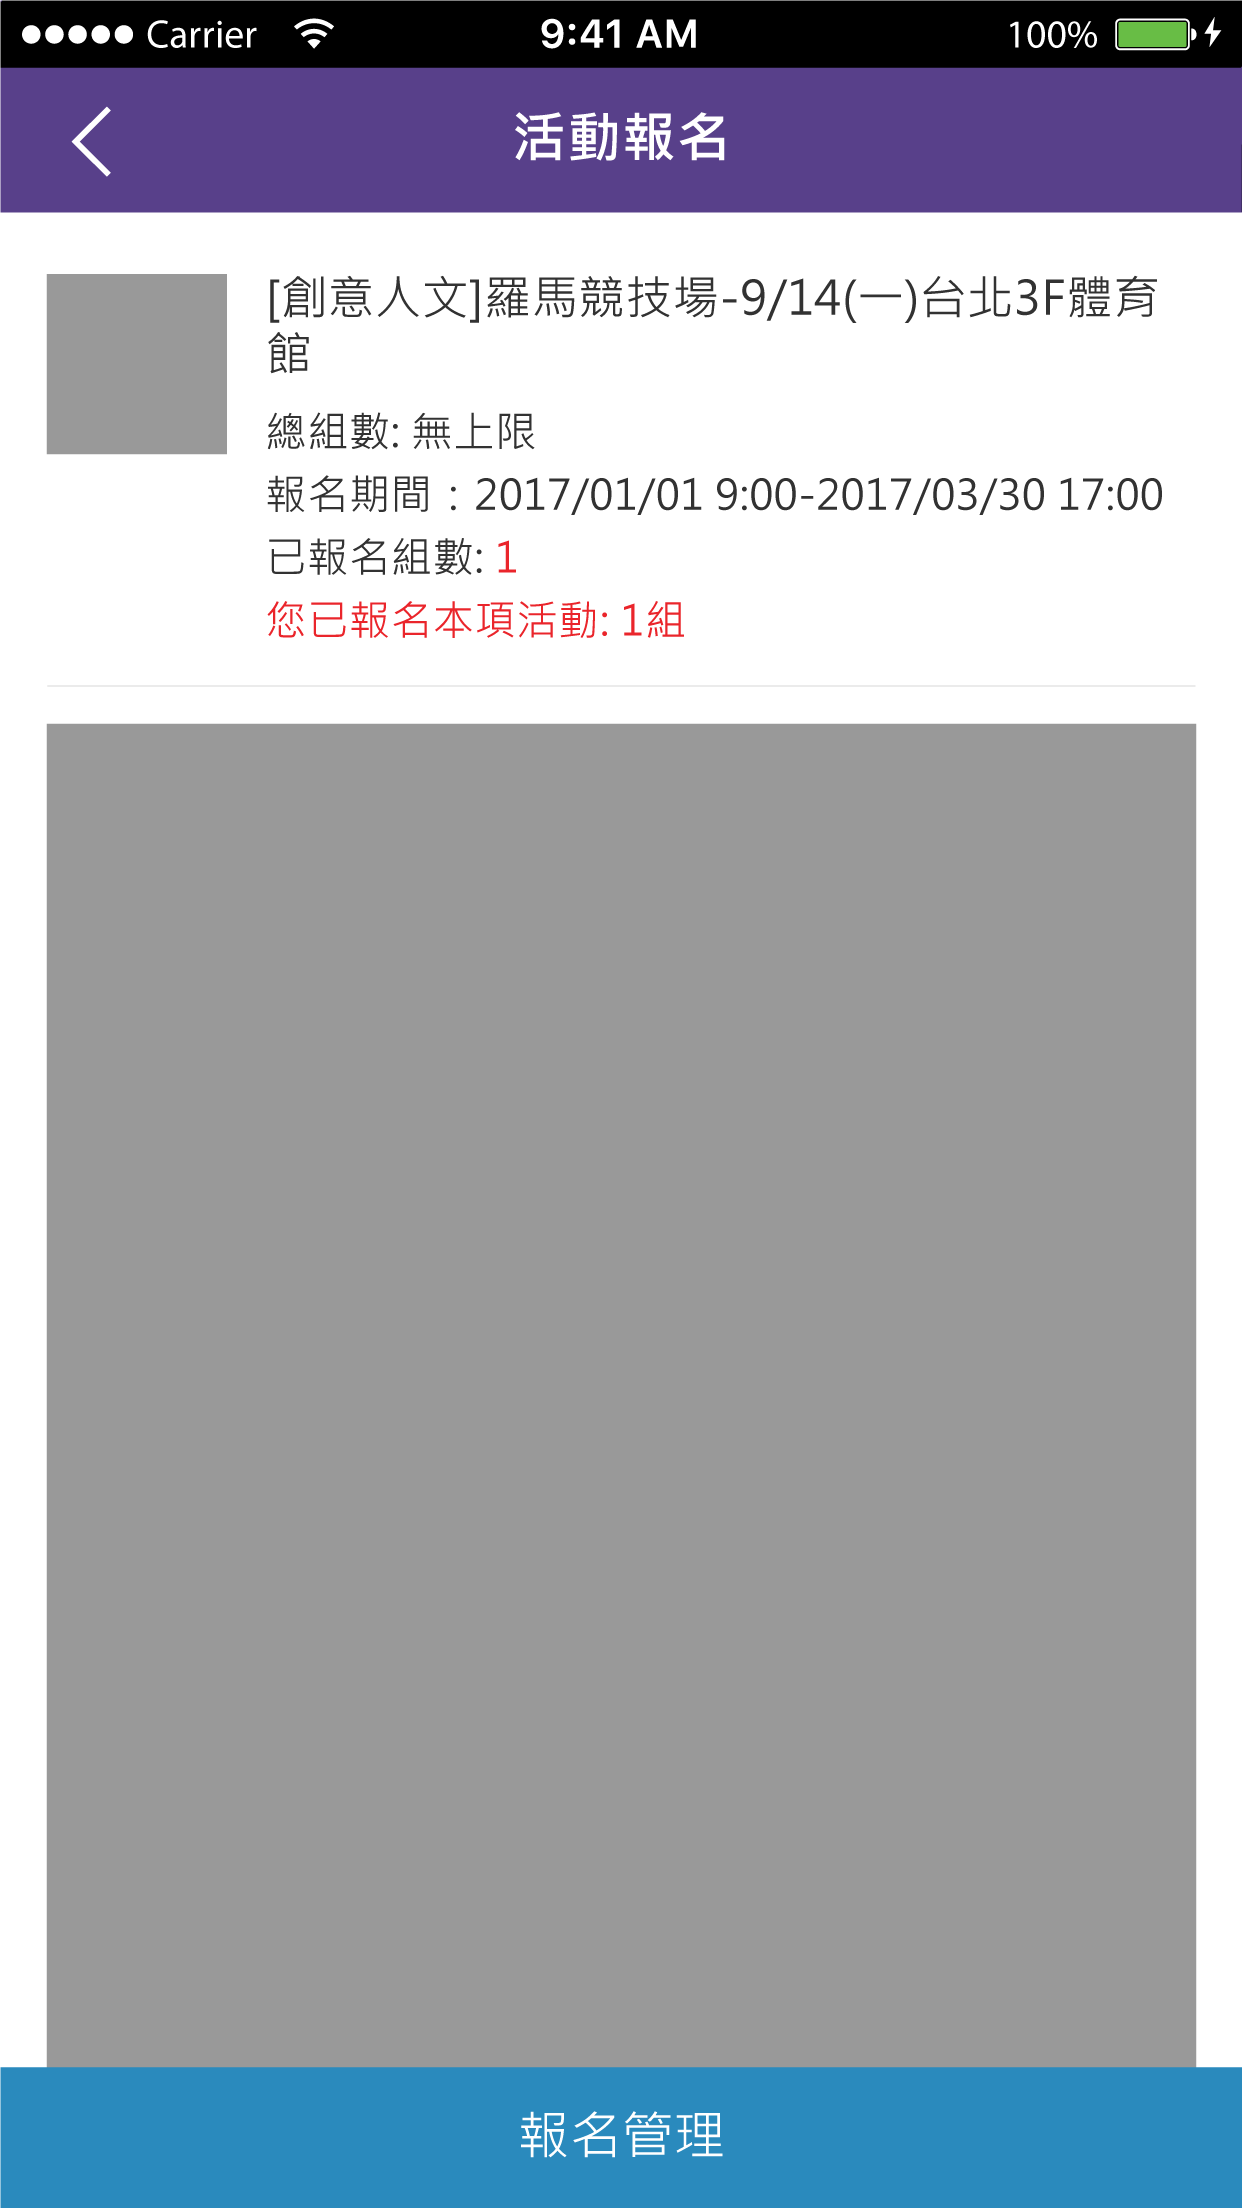 Carrier 9:41 AM 100%
活動報名
[創意人文]羅馬競技場-9/14(一)台北3F體育
館
總組數: 無上限
報名期間：2017/01/01 9:00-2017/03/30 17:00
已報名組數: 1
您已報名本項活動: 1組
報名管理